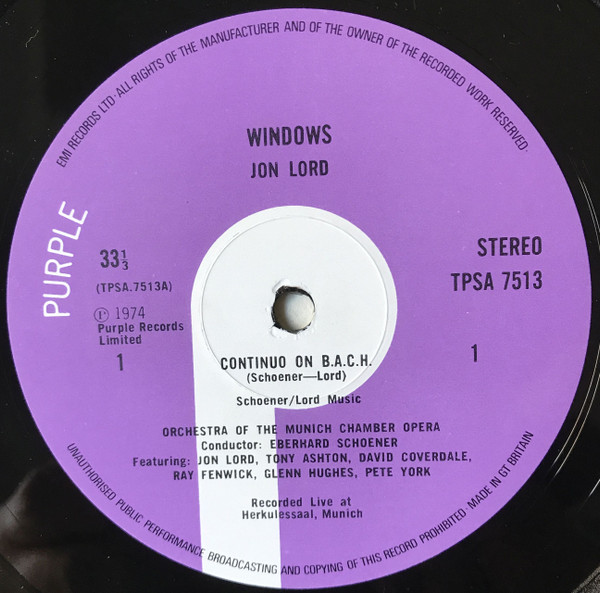 EMI RECORDS LTD · ALL RIGHTS OF THE MANUFACTURER AND OF THE OWNER OF THE RECORDED WORK RESERVED ·
WINDOWS
JON LORD
PURPLE
33⅓
(TPSA.7513A)
Ⓟ 1974
Purple Records
Limited
1
STEREO
TPSA 7513
1
CONTINUO ON B.A.C.H.
(Schoener—Lord)
Schoener/Lord Music
ORCHESTRA OF THE MUNICH CHAMBER OPERA
Conductor: EBERHARD SCHOENER
Featuring: JON LORD, TONY ASHTON, DAVID COVERDALE,
RAY FENWICK, GLENN HUGHES, PETE YORK
Recorded Live at
Herkulessaal, Munich
UNAUTHORISED PUBLIC PERFORMANCE BROADCASTING AND COPYING OF THIS RECORD PROHIBITED · MADE IN GT BRITAIN